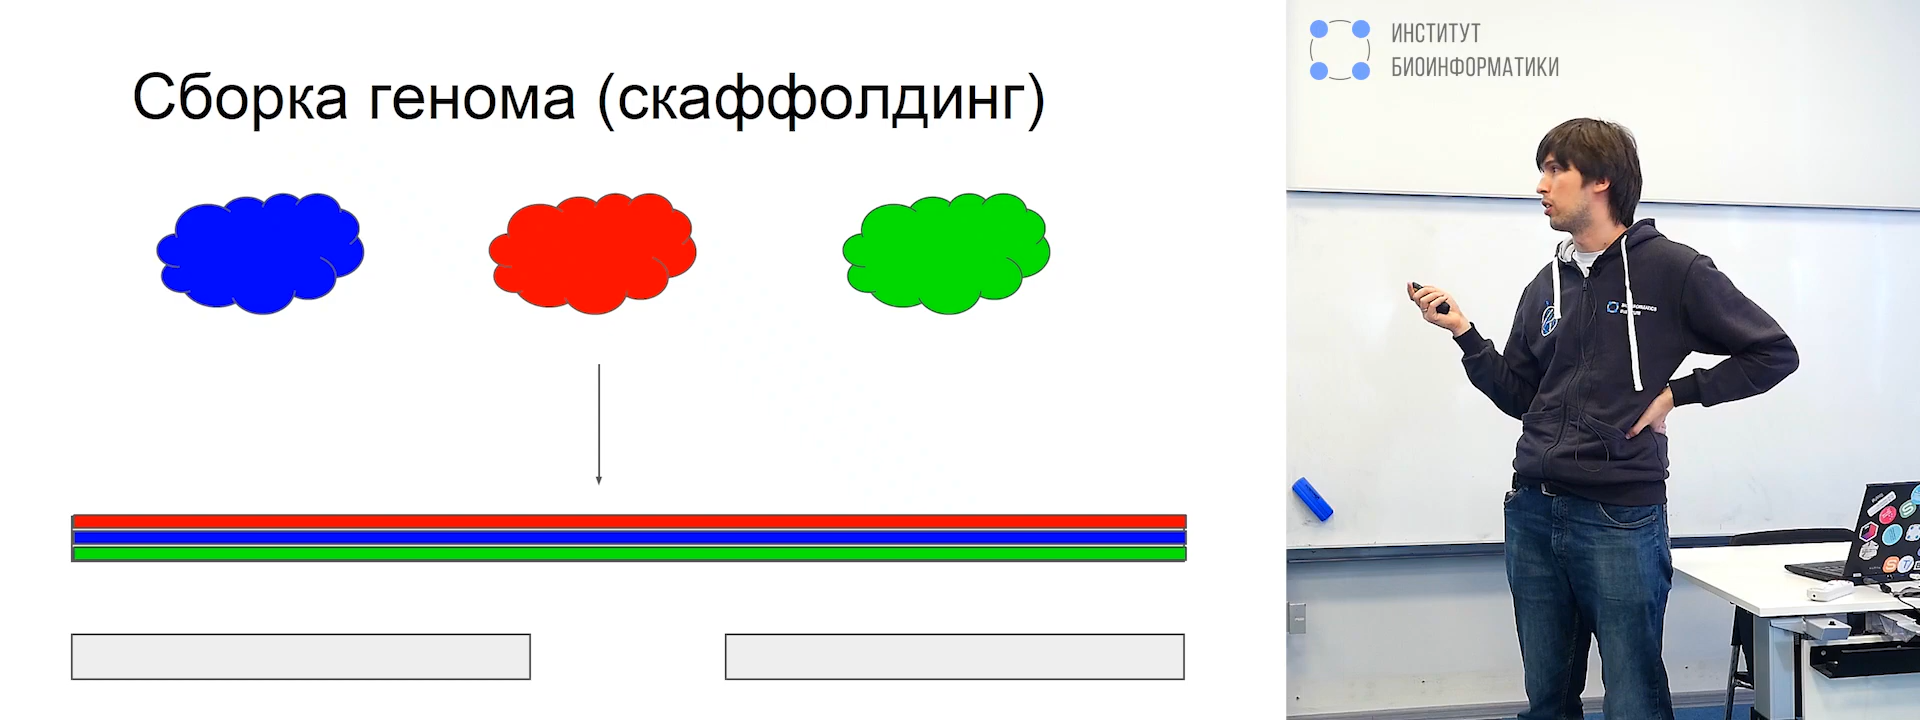 Сборка генома (скаффолдинг)
ИНСТИТУТ
БИОИНФОРМАТИКИ